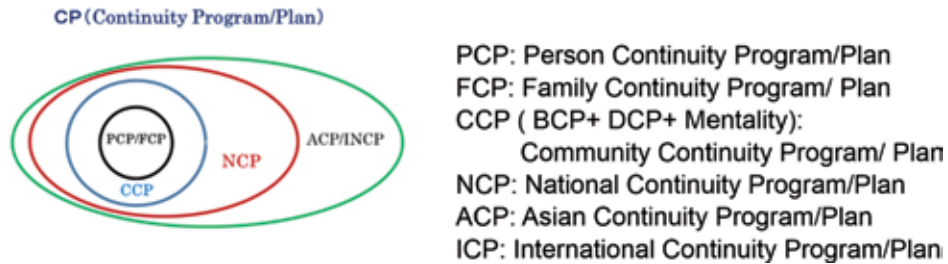 CP(Continuity Program/Plan)
PCP/FCP
CCP
NCP
ACP/INCP
PCP: Person Continuity Program/Plan
FCP: Family Continuity Program/ Plan
CCP ( BCP+ DCP+ Mentality):
Community Continuity Program/ Plan
NCP: National Continuity Program/Plan
ACP: Asian Continuity Program/Plan
ICP: International Continuity Program/Plan